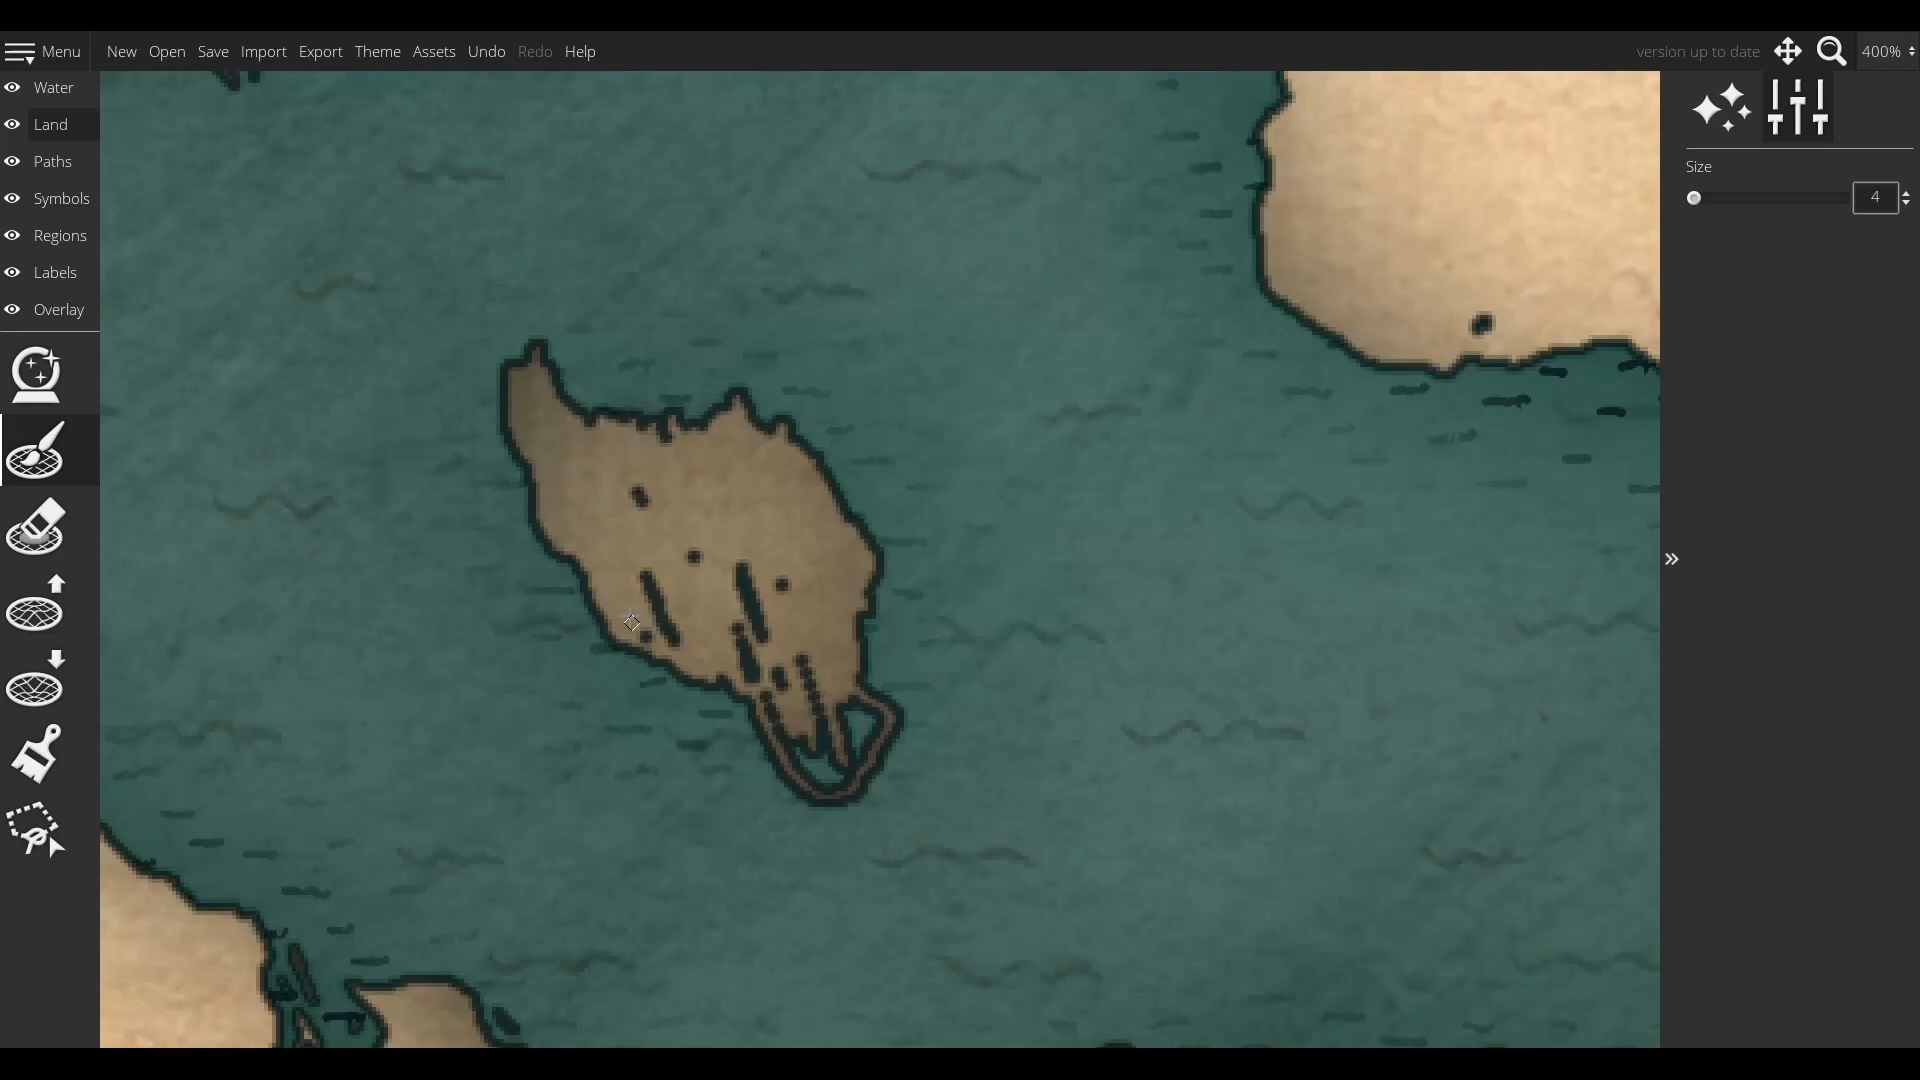 Menu New Open Save Import Export Theme Assets Undo Redo Help version up to date 400%
Water
Land
Paths
Symbols
Regions
Labels
Overlay
Size
4